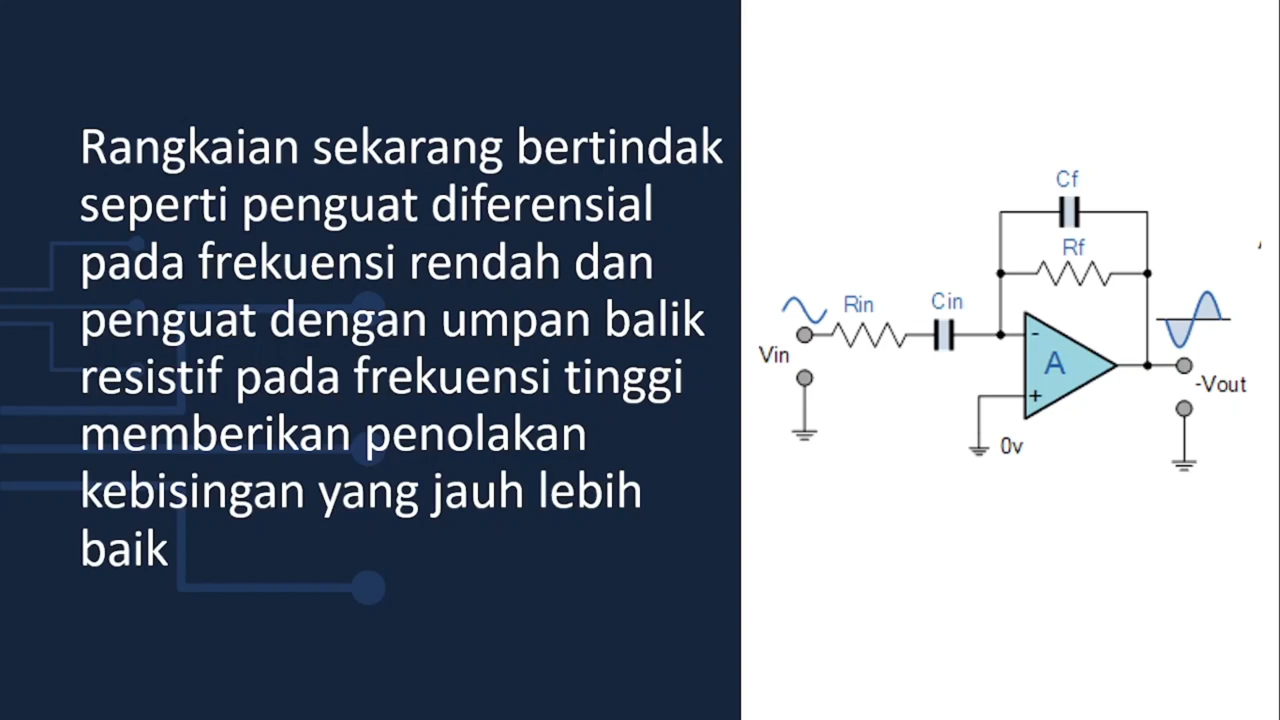 Rangkaian sekarang bertindak
seperti penguat diferensial
pada frekuensi rendah dan
penguat dengan umpan balik
resistif pada frekuensi tinggi
memberikan penolakan
kebisingan yang jauh lebih
baik
Cf
Rf
Rin
Cin
Vin
-
A
+
0v
-Vout